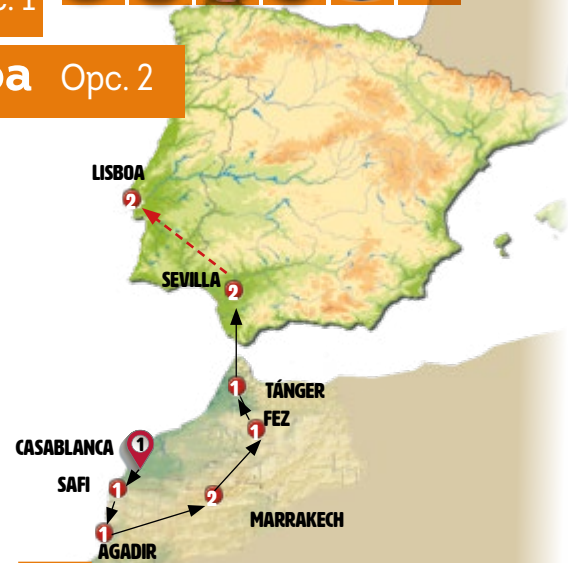 1
oa Opc. 2
LISBOA
2
SEVILLA
2
1
TÁNGER
1
FEZ
CASABLANCA
1
SAFI
1
2
MARRAKECH
1
AGADIR